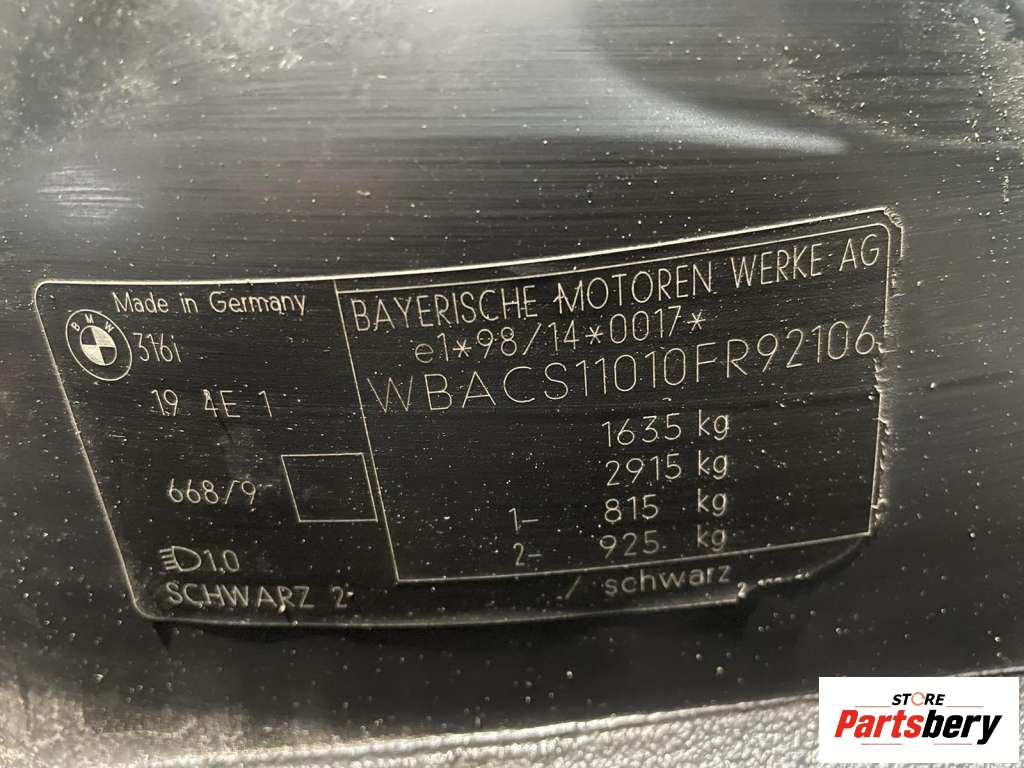 Made in Germany
BMW
316i
19 4E 1
668/9
1.0
SCHWARZ 2-
BAYERISCHE MOTOREN WERKE AG
e1*98/14*0017*
WBACS11010FR92106
1635 kg
2915 kg
1- 815 kg
2- 925 kg
/ schwarz
STORE
Partsbery